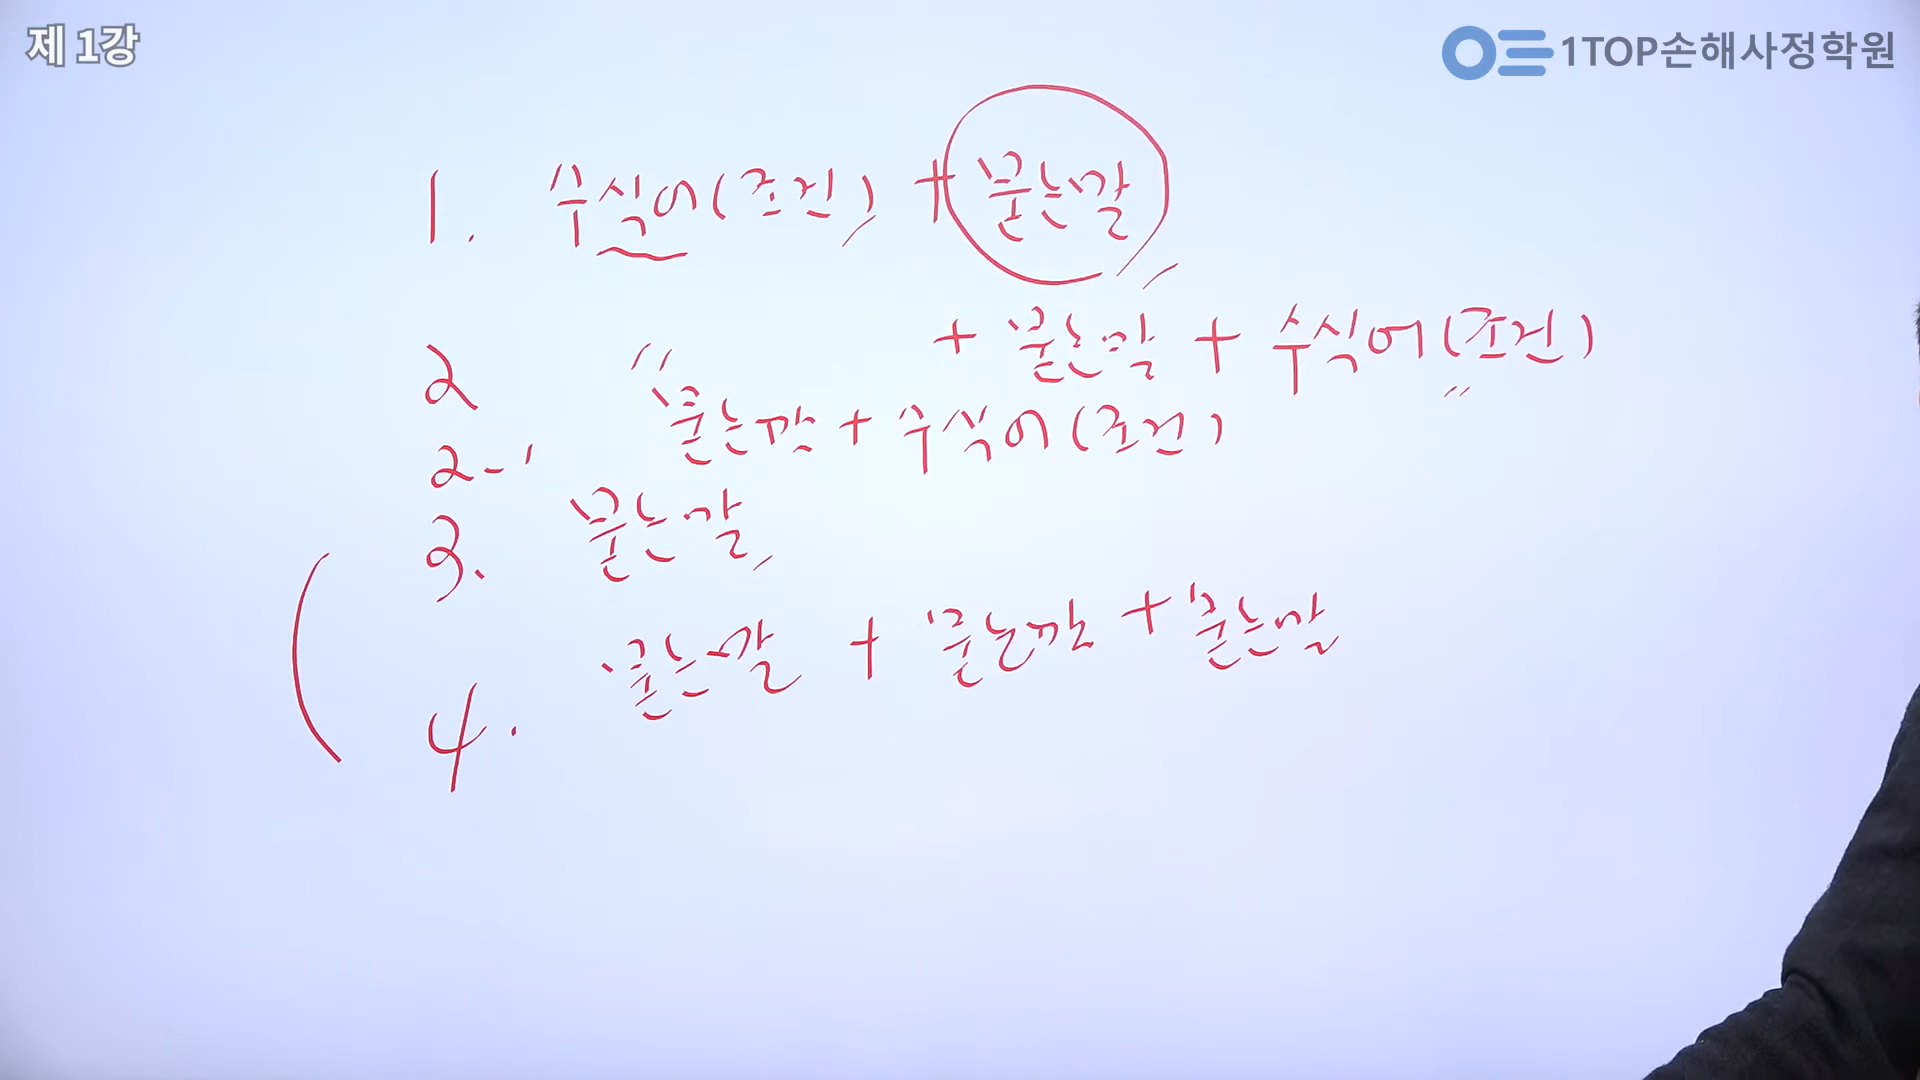 제 1강
1TOP손해사정학원
1. 수식어(조건) + 묻는말
2 〃 + 묻는말 + 수식어(조건)
2-1 묻는말 + 수식어(조건)
3. 묻는말
4. 묻는말 + 묻는말 + 묻는말